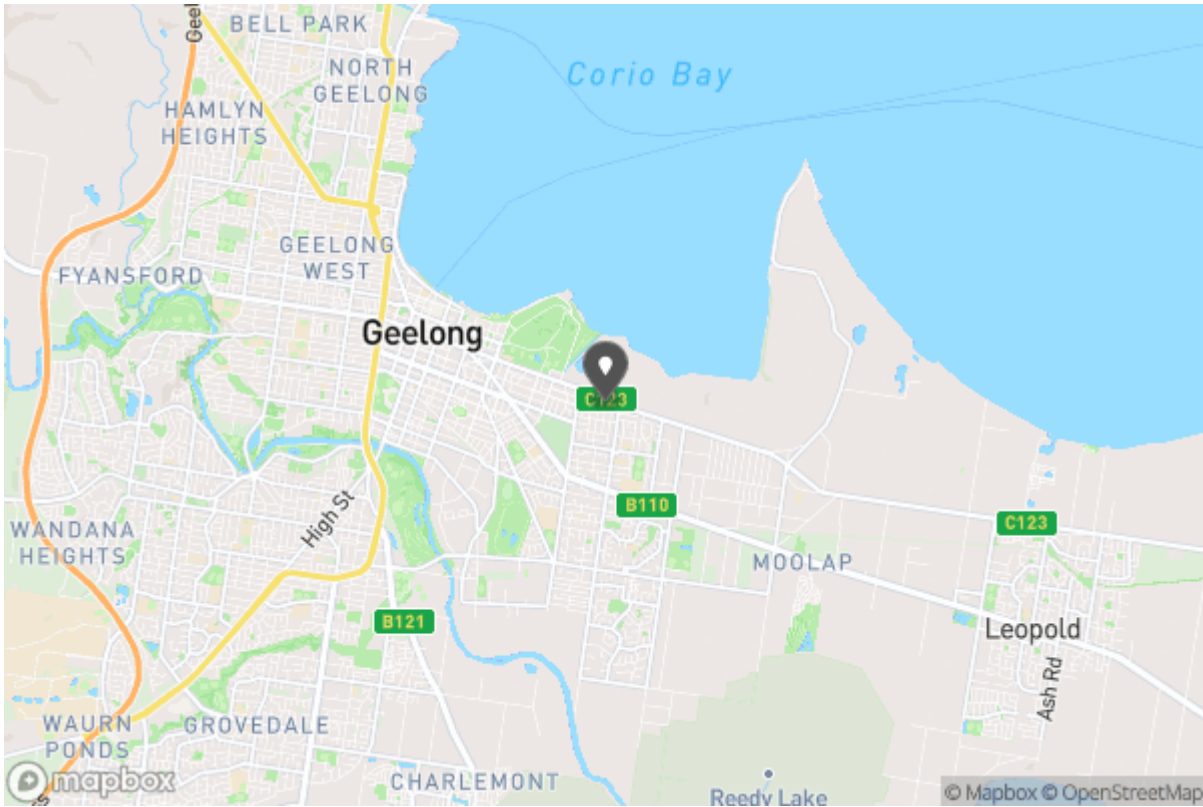 Geel
BELL PARK
NORTH
GEELONG
Corio Bay
HAMLYN
HEIGHTS
GEELONG
WEST
FYANSFORD
Geelong
C123
B110
High St
C123
WANDANA
HEIGHTS
MOOLAP
B121
Leopold
Ash Rd
WAURN
PONDS
GROVEDALE
CHARLEMONT
Reedy Lake
mapbox
© Mapbox © OpenStreetMap